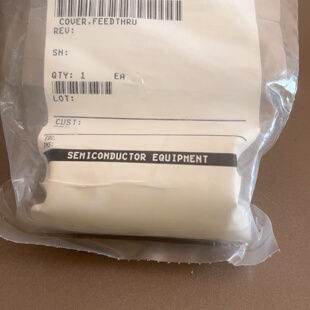 COVER,FEEDTHRU
REV:
SN:
QTY: 1 EA
LOT:
CUST:
SEMICONDUCTOR EQUIPMENT